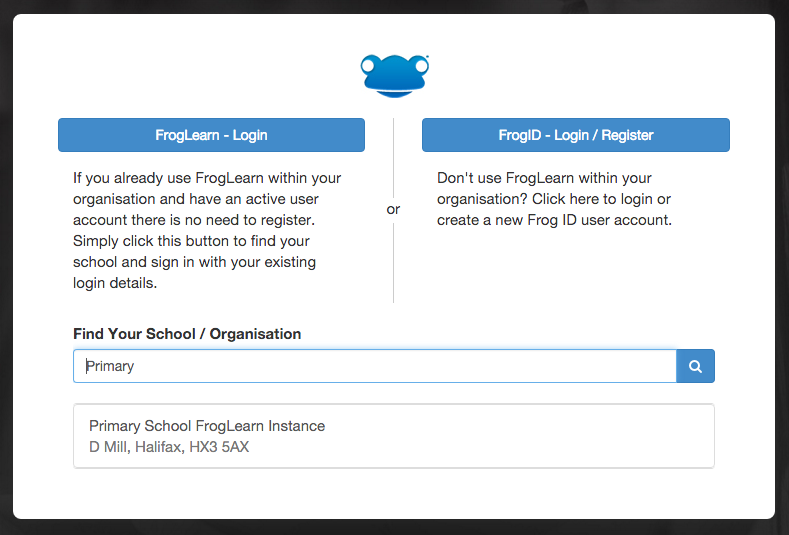 FrogLearn - Login
If you already use FrogLearn within your
organisation and have an active user
account there is no need to register.
Simply click this button to find your
school and sign in with your existing
login details.
or
FrogID - Login / Register
Don't use FrogLearn within your
organisation? Click here to login or
create a new Frog ID user account.
Find Your School / Organisation
Primary
Primary School FrogLearn Instance
D Mill, Halifax, HX3 5AX